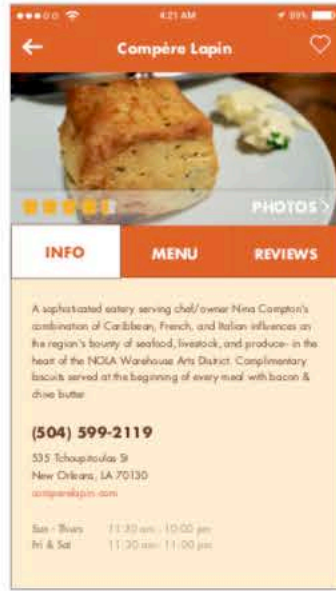 4:21 AM
89%
Compère Lapin
PHOTOS
INFO
MENU
REVIEWS
A sophisticated eatery serving chef/owner Nina Compton's
combination of Caribbean, French, and Italian influences on
the region's bounty of seafood, livestock, and produce- in the
heart of the NOLA Warehouse Arts District. Complimentary
biscuits served at the beginning of every meal with bacon &
chive butter
(504) 599-2119
535 Tchoupitoulas St
New Orleans, LA 70130
comperelapin.com
Sun - Thurs 11:30 am - 10:00 pm
Fri & Sat 11:30 am - 11:00 pm